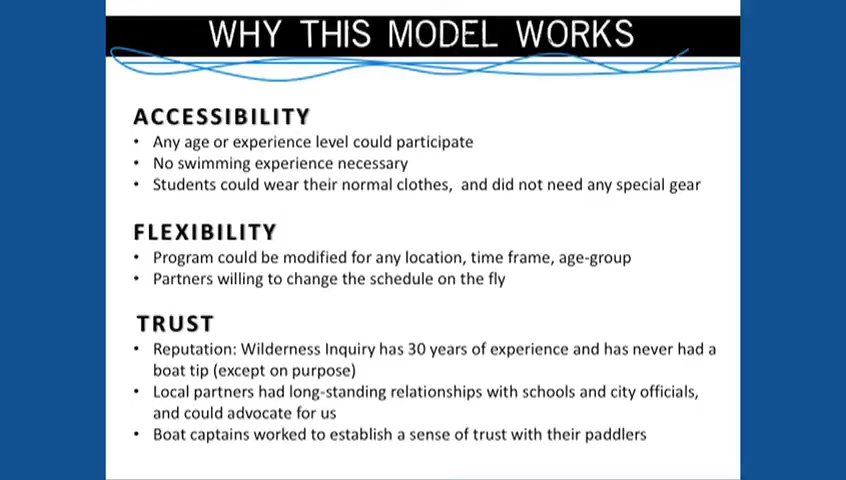 WHY THIS MODEL WORKS
ACCESSIBILITY
• Any age or experience level could participate
• No swimming experience necessary
• Students could wear their normal clothes,  and did not need any special gear
FLEXIBILITY
• Program could be modified for any location, time frame, age-group
• Partners willing to change the schedule on the fly
TRUST
• Reputation: Wilderness Inquiry has 30 years of experience and has never had a
boat tip (except on purpose)
• Local partners had long-standing relationships with schools and city officials,
and could advocate for us
• Boat captains worked to establish a sense of trust with their paddlers